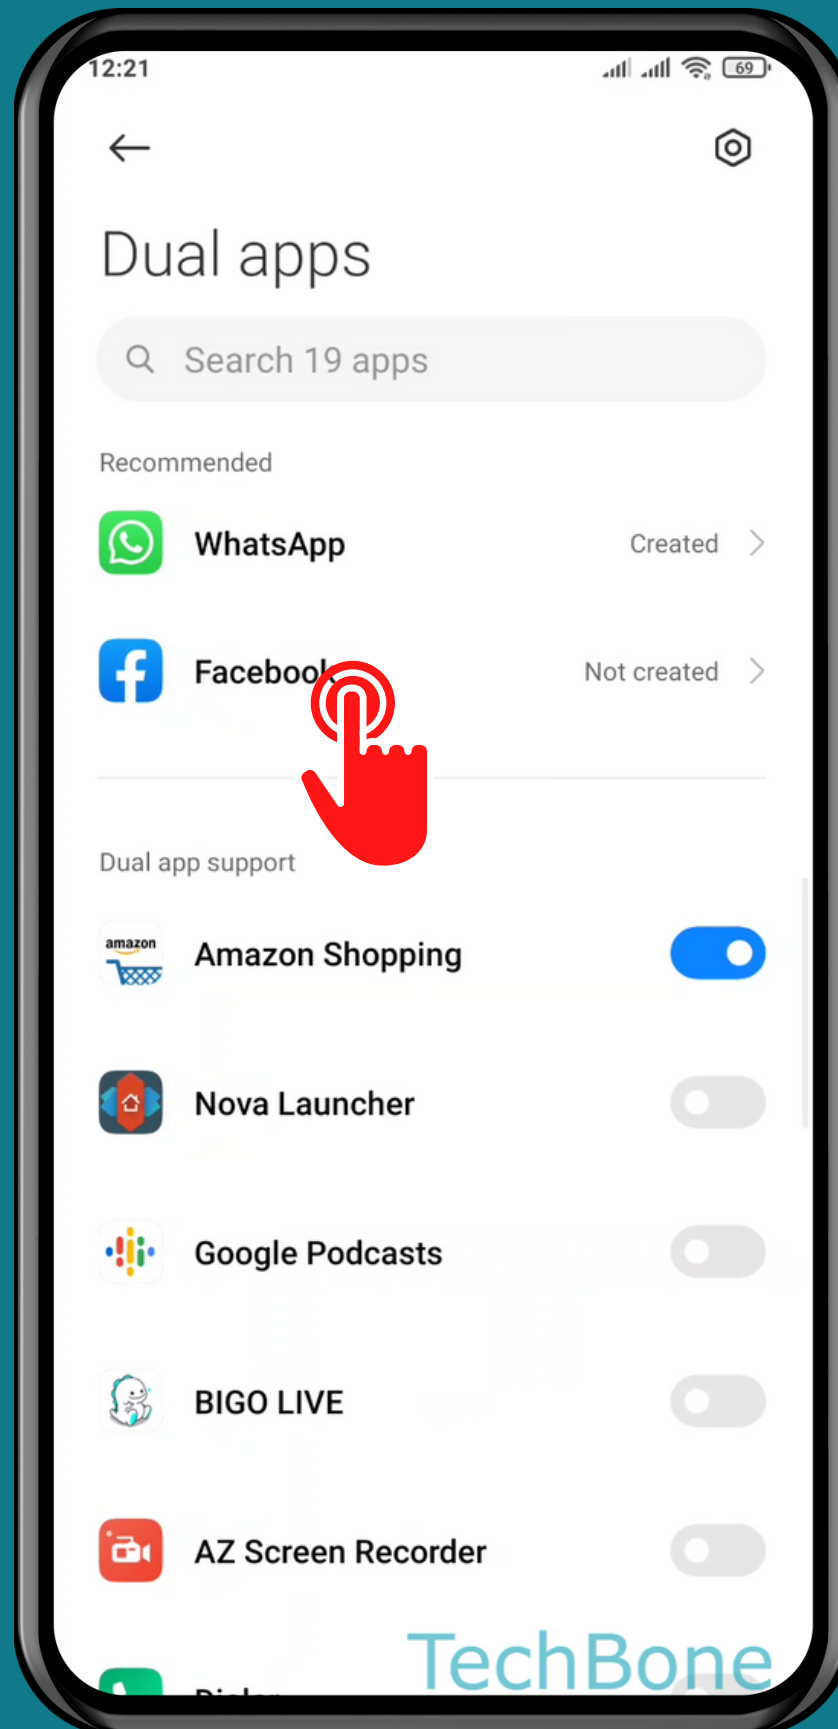 12:21
69
Dual apps
Search 19 apps
Recommended
WhatsApp
Created
Facebook
Not created
Dual app support
amazon
Amazon Shopping
Nova Launcher
Google Podcasts
BIGO LIVE
AZ Screen Recorder
TechBone